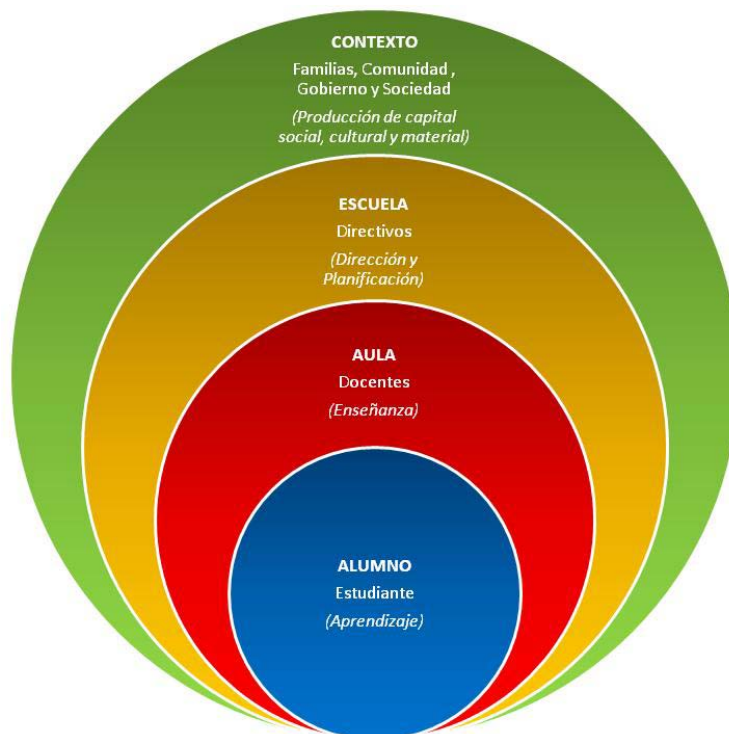 CONTEXTO
Familias, Comunidad ,
Gobierno y Sociedad
(Producción de capital
social, cultural y material)
ESCUELA
Directivos
(Dirección y
Planificación)
AULA
Docentes
(Enseñanza)
ALUMNO
Estudiante
(Aprendizaje)